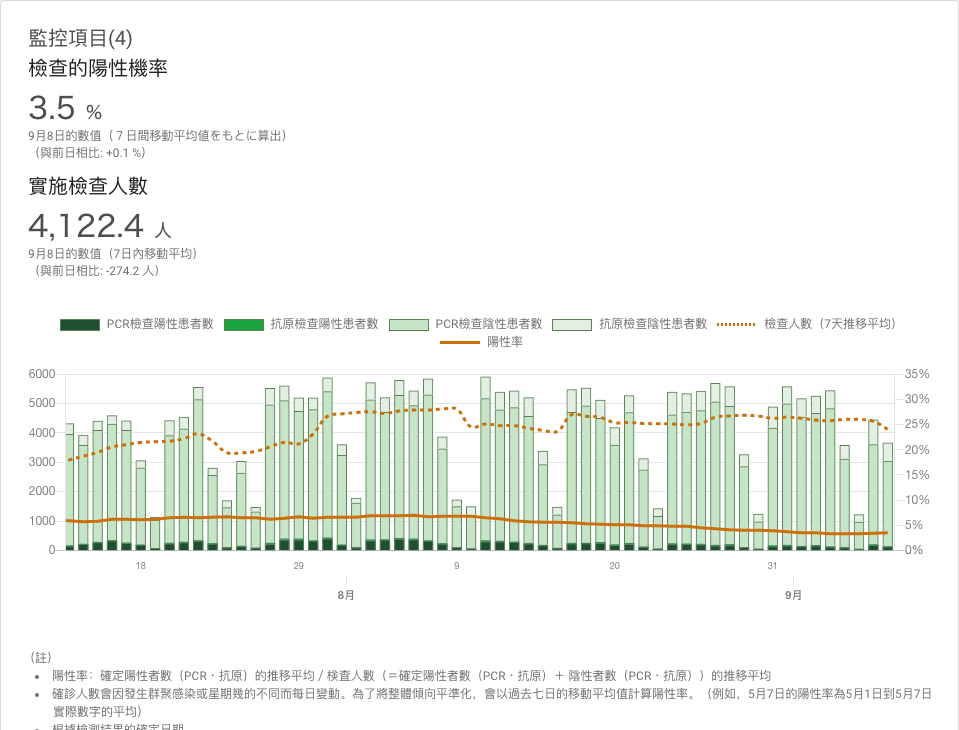 監控項目(4)
檢查的陽性機率
3.5 %
9月8日的數值（７日間移動平均値をもとに算出）
（與前日相比: +0.1 %）
實施檢查人數
4,122.4 人
9月8日的數值（7日內移動平均）
（與前日相比: -274.2 人）
PCR檢查陽性患者數 抗原檢查陽性患者數 PCR檢查陰性患者數 抗原檢查陰性患者數 檢查人數（7天推移平均）
陽性率
6000 35%
5000 30%
4000 25%
3000 20%
2000 15%
1000 10%
0 5%
0%
18 29 9 20 31
8月 9月
（註）
陽性率：確定陽性者數（PCR・抗原）的推移平均 / 檢査人數（＝確定陽性者數（PCR・抗原）＋ 陰性者數（PCR・抗原））的推移平均
確診人數會因發生群聚感染或星期幾的不同而每日變動。為了將整體傾向平準化，會以過去七日的移動平均值計算陽性率。（例如，5月7日的陽性率為5月1日到5月7日
實際數字的平均）
根據檢測結果的確定日期